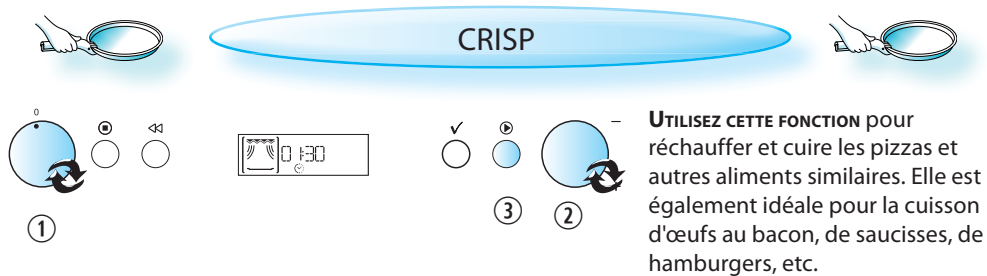 CRISP
0
01:30
–
+
1
3
2
UTILISEZ CETTE FONCTION pour
réchauffer et cuire les pizzas et
autres aliments similaires. Elle est
également idéale pour la cuisson
d'œufs au bacon, de saucisses, de
hamburgers, etc.